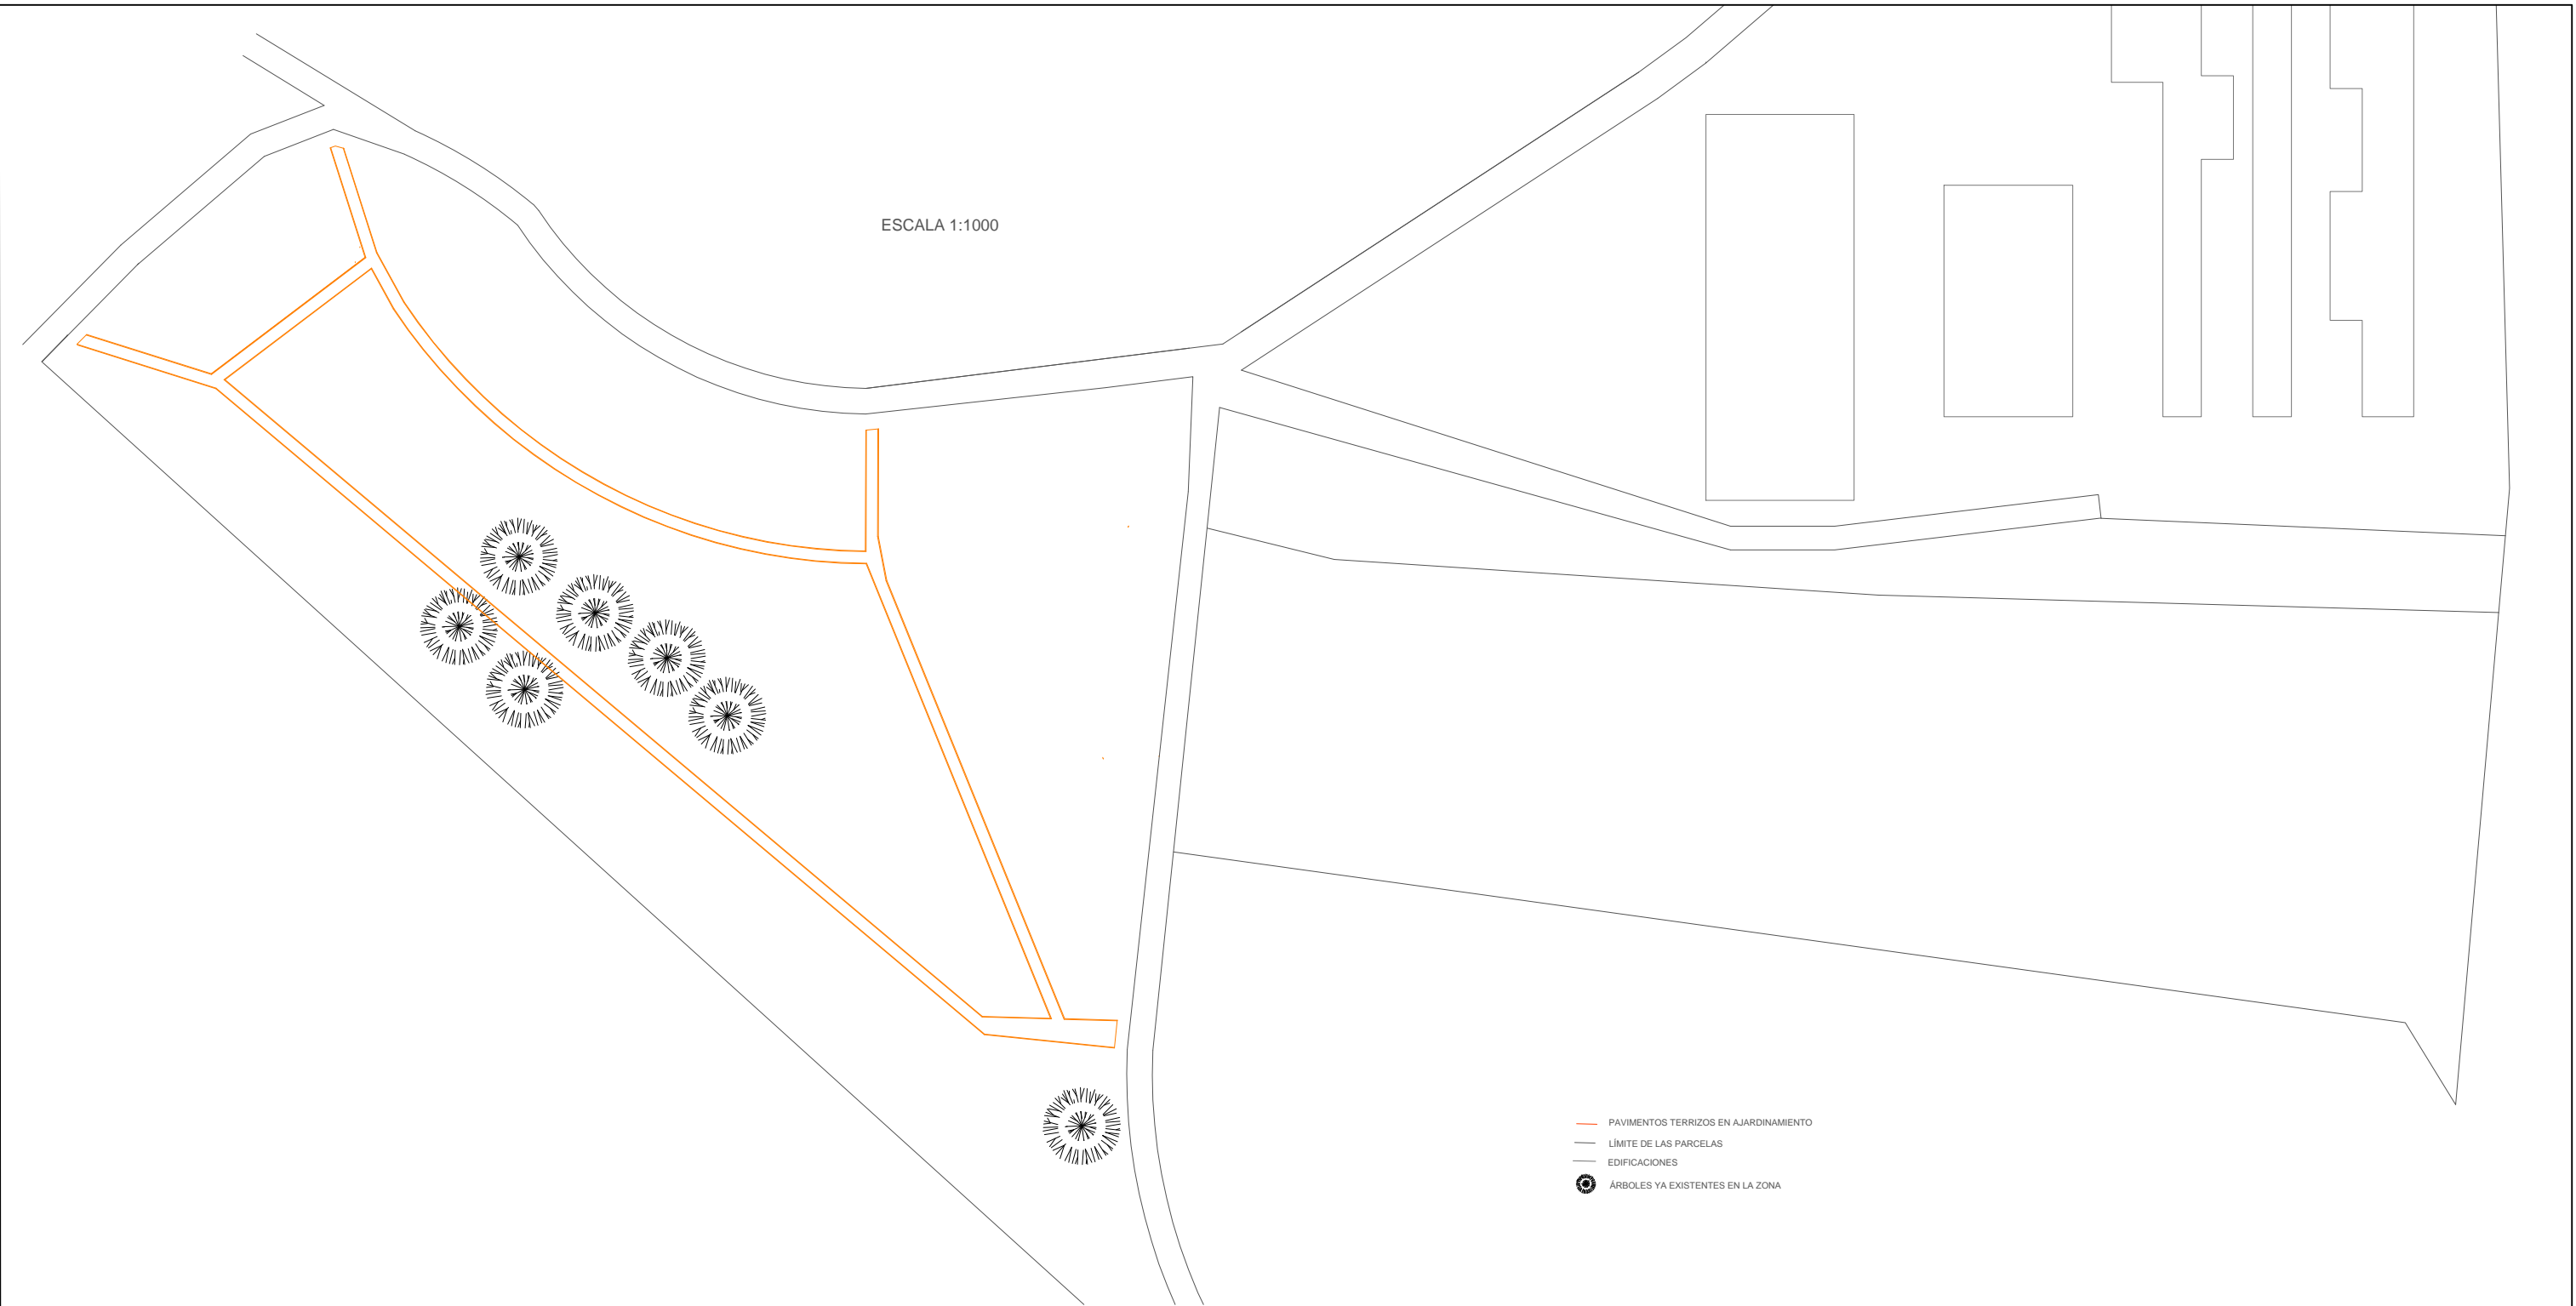 ESCALA 1:1000
PAVIMENTOS TERRIZOS EN AJARDINAMIENTO
LÍMITE DE LAS PARCELAS
EDIFICACIONES
ÁRBOLES YA EXISTENTES EN LA ZONA